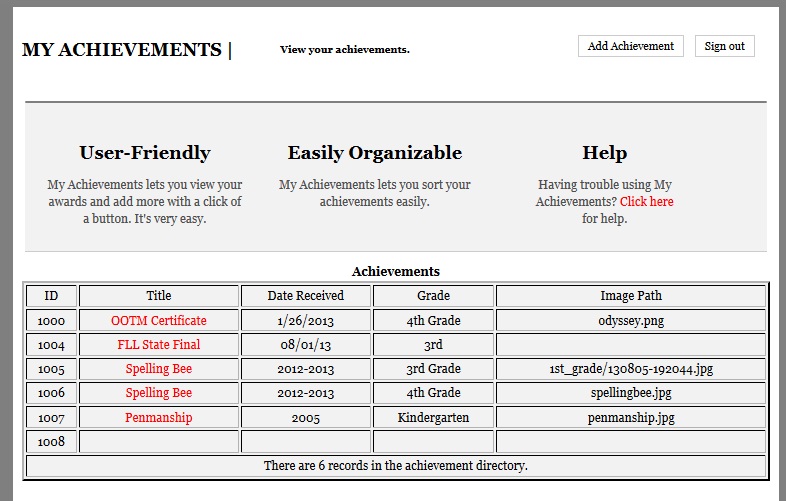 MY ACHIEVEMENTS |
View your achievements.
Add Achievement
Sign out
User-Friendly
My Achievements lets you view your
awards and add more with a click of
a button. It's very easy.
Easily Organizable
My Achievements lets you sort your
achievements easily.
Help
Having trouble using My
Achievements? Click here
for help.
Achievements
ID Title Date Received Grade Image Path
1000 OOTM Certificate 1/26/2013 4th Grade odyssey.png
1004 FLL State Final 08/01/13 3rd
1005 Spelling Bee 2012-2013 3rd Grade 1st_grade/130805-192044.jpg
1006 Spelling Bee 2012-2013 4th Grade spellingbee.jpg
1007 Penmanship 2005 Kindergarten penmanship.jpg
1008
There are 6 records in the achievement directory.